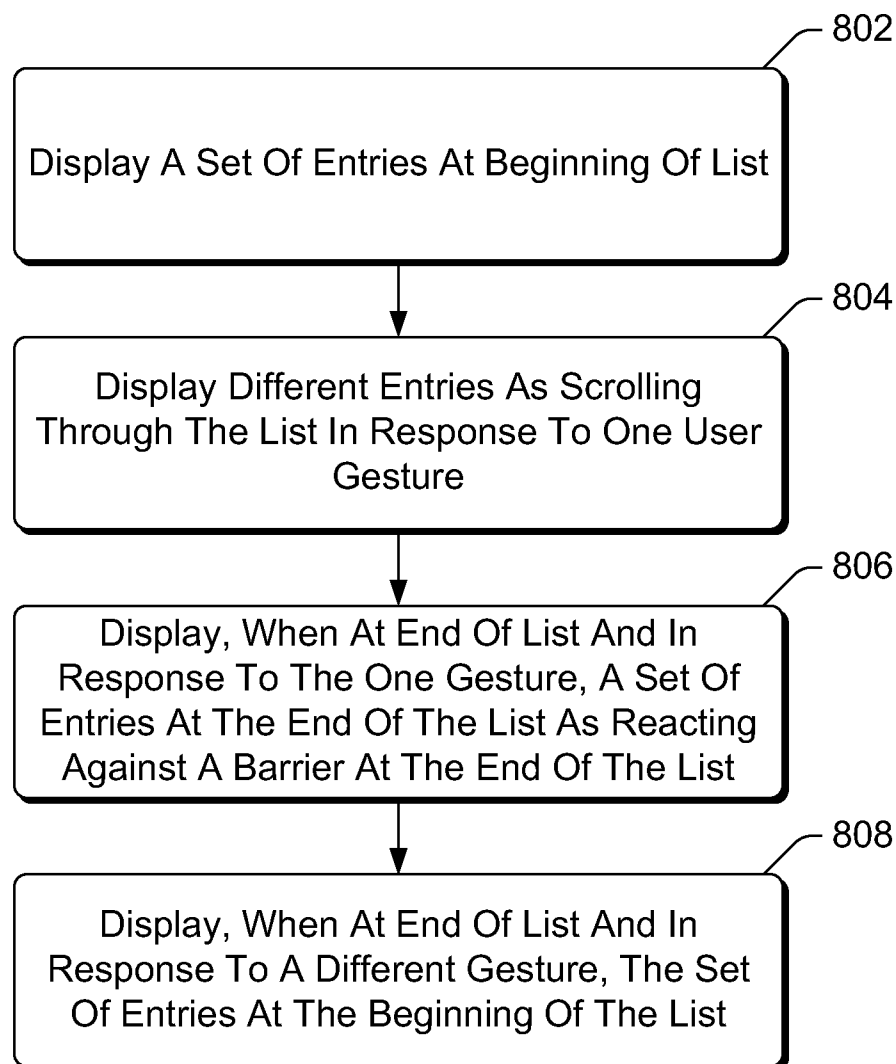 802
Display A Set Of Entries At Beginning Of List
804
Display Different Entries As Scrolling
Through The List In Response To One User
Gesture
806
Display, When At End Of List And In
Response To The One Gesture, A Set Of
Entries At The End Of The List As Reacting
Against A Barrier At The End Of The List
808
Display, When At End Of List And In
Response To A Different Gesture, The Set
Of Entries At The Beginning Of The List